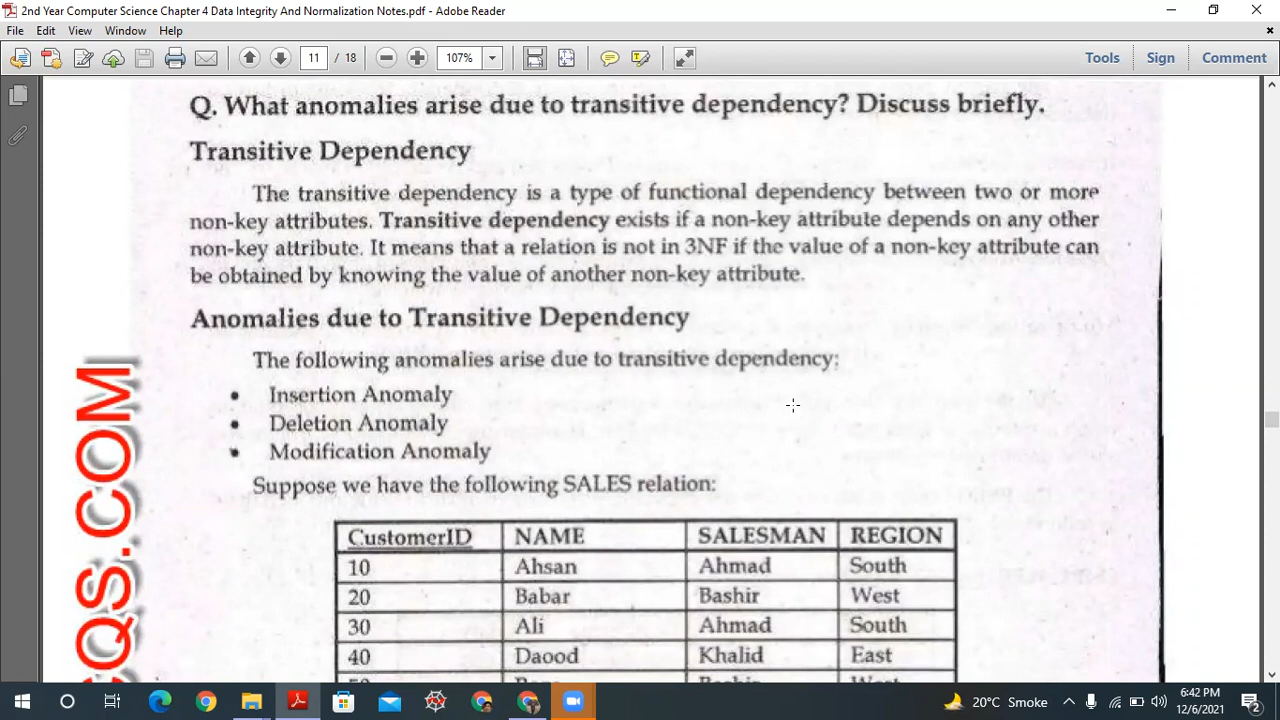 2nd Year Computer Science Chapter 4 Data Integrity And Normalization Notes.pdf - Adobe Reader
File Edit View Window Help
11 / 18 107% Tools Sign Comment
Q. What anomalies arise due to transitive dependency? Discuss briefly.
Transitive Dependency
The transitive dependency is a type of functional dependency between two or more
non-key attributes. Transitive dependency exists if a non-key attribute depends on any other
non-key attribute. It means that a relation is not in 3NF if the value of a non-key attribute can
be obtained by knowing the value of another non-key attribute.
Anomalies due to Transitive Dependency
The following anomalies arise due to transitive dependency:
• Insertion Anomaly
• Deletion Anomaly
• Modification Anomaly
Suppose we have the following SALES relation:
CustomerID NAME SALESMAN REGION
10 Ahsan Ahmad South
20 Babar Bashir West
30 Ali Ahmad South
40 Daood Khalid East
CQS.COM
20°C Smoke
6:42 PM
12/6/2021
2